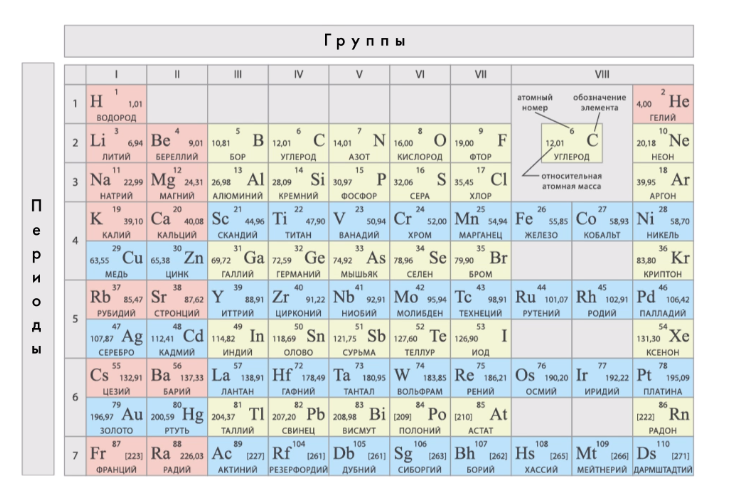 Группы
Периоды
I II III IV V VI VII VIII
1
1 2
H 1,01 4,00 He
ВОДОРОД ГЕЛИЙ
атомный номер
обозначение элемента
6
12,01 C
УГЛЕРОД
относительная атомная масса
2
3 4 5 6 7 8 9 10
Li 6,94 Be 9,01 10,81 B 12,01 C 14,01 N 16,00 O 19,00 F 20,18 Ne
ЛИТИЙ БЕРЕЛЛИЙ БОР УГЛЕРОД АЗОТ КИСЛОРОД ФТОР НЕОН
3
11 12 13 14 15 16 17 18
Na 22,99 Mg 24,31 26,98 Al 28,09 Si 30,97 P 32,06 S 35,45 Cl 39,95 Ar
НАТРИЙ МАГНИЙ АЛЮМИНИЙ КРЕМНИЙ ФОСФОР СЕРА ХЛОР АРГОН
4
19 20 21 22 23 24 25 26 27 28
K 39,10 Ca 40,08 Sc 44,96 Ti 47,90 V 50,94 Cr 52,00 Mn 54,94 Fe 55,85 Co 58,93 Ni 58,70
КАЛИЙ КАЛЬЦИЙ СКАНДИЙ ТИТАН ВАНАДИЙ ХРОМ МАРГАНЕЦ ЖЕЛЕЗО КОБАЛЬТ НИКЕЛЬ
29 30 31 32 33 34 35 36
63,55 Cu 65,38 Zn 69,72 Ga 72,59 Ge 74,92 As 78,96 Se 79,90 Br 83,80 Kr
МЕДЬ ЦИНК ГАЛЛИЙ ГЕРМАНИЙ МЫШЬЯК СЕЛЕН БРОМ КРИПТОН
5
37 38 39 40 41 42 43 44 45 46
Rb 85,47 Sr 87,62 Y 88,91 Zr 91,22 Nb 92,91 Mo 95,94 Tc 98,91 Ru 101,07 Rh 102,91 Pd 106,42
РУБИДИЙ СТРОНЦИЙ ИТТРИЙ ЦИРКОНИЙ НИОБИЙ МОЛИБДЕН ТЕХНЕЦИЙ РУТЕНИЙ РОДИЙ ПАЛЛАДИЙ
47 48 49 50 51 52 53 54
107,87 Ag 112,41 Cd 114,82 In 118,69 Sn 121,75 Sb 127,60 Te 126,90 I 131,30 Xe
СЕРЕБРО КАДМИЙ ИНДИЙ ОЛОВО СУРЬМА ТЕЛЛУР ИОД КСЕНОН
6
55 56 57 72 73 74 75 76 77 78
Cs 132,91 Ba 137,33 La 138,91 Hf 178,49 Ta 180,95 W 183,85 Re 186,21 Os 190,20 Ir 192,22 Pt 195,09
ЦЕЗИЙ БАРИЙ ЛАНТАН ГАФНИЙ ТАНТАЛ ВОЛЬФРАМ РЕНИЙ ОСМИЙ ИРИДИЙ ПЛАТИНА
79 80 81 82 83 84 85 86
196,97 Au 200,59 Hg 204,37 Tl 207,20 Pb 208,98 Bi [209] Po [210] At [222] Rn
ЗОЛОТО РТУТЬ ТАЛЛИЙ СВИНЕЦ ВИСМУТ ПОЛОНИЙ АСТАТ РАДОН
7
87 88 89 104 105 106 107 108 109 110
Fr [223] Ra 226,03 Ac [227] Rf [261] Db [261] Sg [263] Bh [262] Hs [265] Mt [266] Ds [271]
ФРАНЦИЙ РАДИЙ АКТИНИЙ РЕЗЕРФОРДИЙ ДУБНИЙ СИБОРГИЙ БОРИЙ ХАССИЙ МЕЙТНЕРИЙ ДАРМШТАДТИЙ